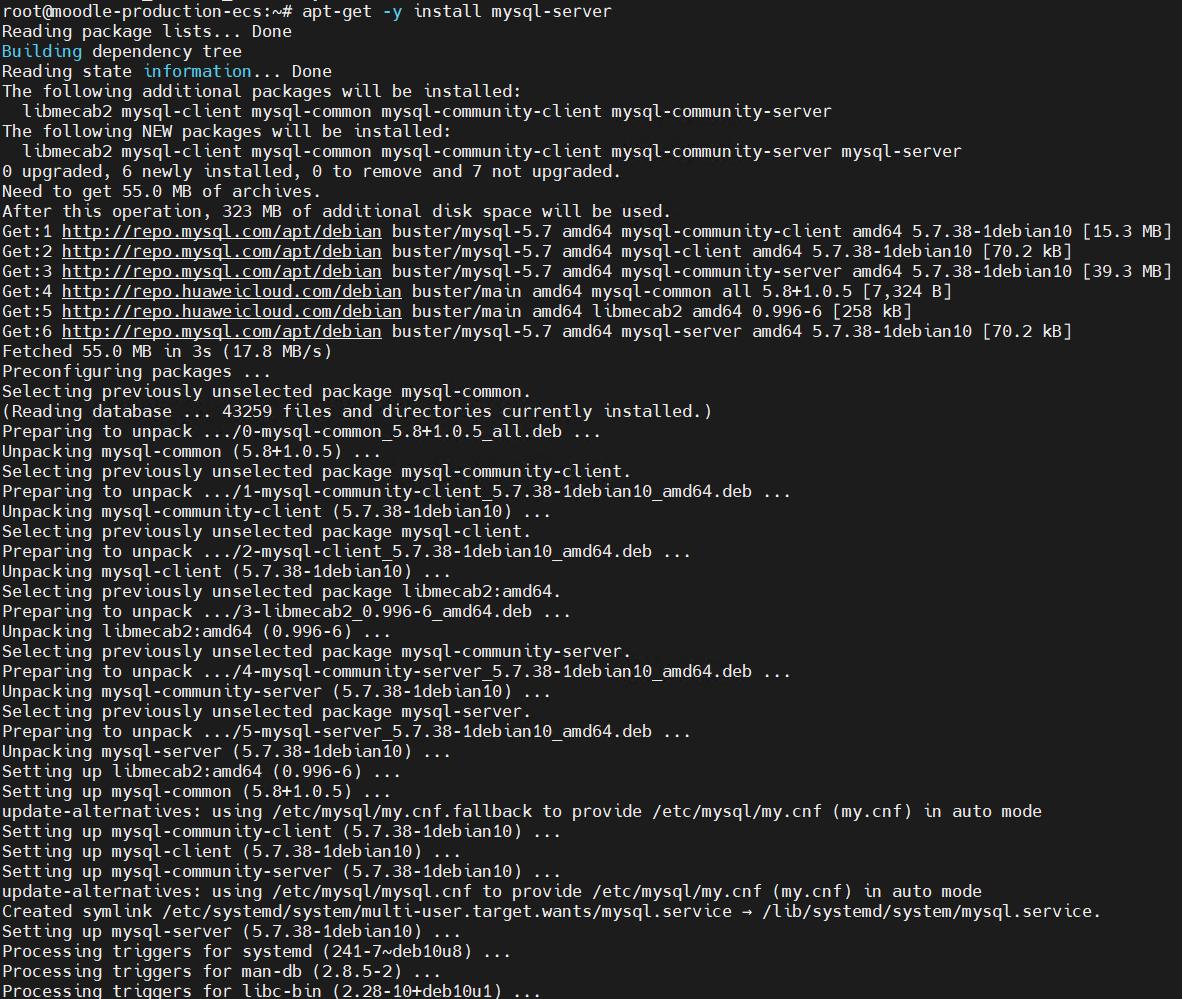 root@moodle-production-ecs:~# apt-get -y install mysql-server
Reading package lists... Done
Building dependency tree
Reading state information... Done
The following additional packages will be installed:
  libmecab2 mysql-client mysql-common mysql-community-client mysql-community-server
The following NEW packages will be installed:
  libmecab2 mysql-client mysql-common mysql-community-client mysql-community-server mysql-server
0 upgraded, 6 newly installed, 0 to remove and 7 not upgraded.
Need to get 55.0 MB of archives.
After this operation, 323 MB of additional disk space will be used.
Get:1 http://repo.mysql.com/apt/debian buster/mysql-5.7 amd64 mysql-community-client amd64 5.7.38-1debian10 [15.3 MB]
Get:2 http://repo.mysql.com/apt/debian buster/mysql-5.7 amd64 mysql-client amd64 5.7.38-1debian10 [70.2 kB]
Get:3 http://repo.mysql.com/apt/debian buster/mysql-5.7 amd64 mysql-community-server amd64 5.7.38-1debian10 [39.3 MB]
Get:4 http://repo.huaweicloud.com/debian buster/main amd64 mysql-common all 5.8+1.0.5 [7,324 B]
Get:5 http://repo.huaweicloud.com/debian buster/main amd64 libmecab2 amd64 0.996-6 [258 kB]
Get:6 http://repo.mysql.com/apt/debian buster/mysql-5.7 amd64 mysql-server amd64 5.7.38-1debian10 [70.2 kB]
Fetched 55.0 MB in 3s (17.8 MB/s)
Preconfiguring packages ...
Selecting previously unselected package mysql-common.
(Reading database ... 43259 files and directories currently installed.)
Preparing to unpack .../0-mysql-common_5.8+1.0.5_all.deb ...
Unpacking mysql-common (5.8+1.0.5) ...
Selecting previously unselected package mysql-community-client.
Preparing to unpack .../1-mysql-community-client_5.7.38-1debian10_amd64.deb ...
Unpacking mysql-community-client (5.7.38-1debian10) ...
Selecting previously unselected package mysql-client.
Preparing to unpack .../2-mysql-client_5.7.38-1debian10_amd64.deb ...
Unpacking mysql-client (5.7.38-1debian10) ...
Selecting previously unselected package libmecab2:amd64.
Preparing to unpack .../3-libmecab2_0.996-6_amd64.deb ...
Unpacking libmecab2:amd64 (0.996-6) ...
Selecting previously unselected package mysql-community-server.
Preparing to unpack .../4-mysql-community-server_5.7.38-1debian10_amd64.deb ...
Unpacking mysql-community-server (5.7.38-1debian10) ...
Selecting previously unselected package mysql-server.
Preparing to unpack .../5-mysql-server_5.7.38-1debian10_amd64.deb ...
Unpacking mysql-server (5.7.38-1debian10) ...
Setting up libmecab2:amd64 (0.996-6) ...
Setting up mysql-common (5.8+1.0.5) ...
update-alternatives: using /etc/mysql/my.cnf.fallback to provide /etc/mysql/my.cnf (my.cnf) in auto mode
Setting up mysql-community-client (5.7.38-1debian10) ...
Setting up mysql-client (5.7.38-1debian10) ...
Setting up mysql-community-server (5.7.38-1debian10) ...
update-alternatives: using /etc/mysql/mysql.cnf to provide /etc/mysql/my.cnf (my.cnf) in auto mode
Created symlink /etc/systemd/system/multi-user.target.wants/mysql.service → /lib/systemd/system/mysql.service.
Setting up mysql-server (5.7.38-1debian10) ...
Processing triggers for systemd (241-7~deb10u8) ...
Processing triggers for man-db (2.8.5-2) ...
Processing triggers for libc-bin (2.28-10+deb10u1) ...